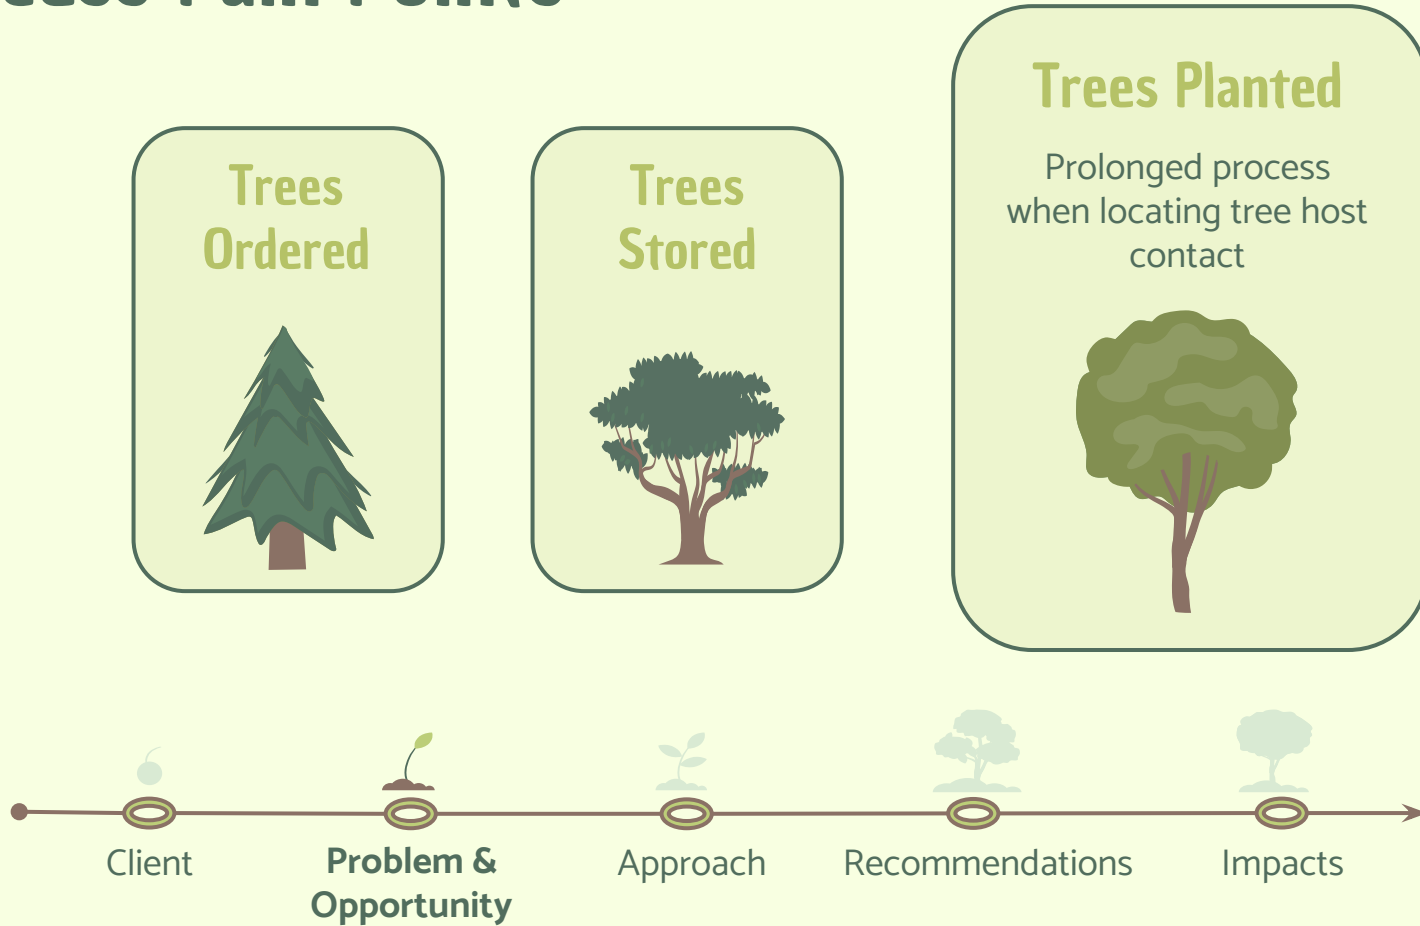 Trees
Ordered
Trees
Stored
Trees Planted
Prolonged process
when locating tree host
contact
Client
Problem &
Opportunity
Approach
Recommendations
Impacts